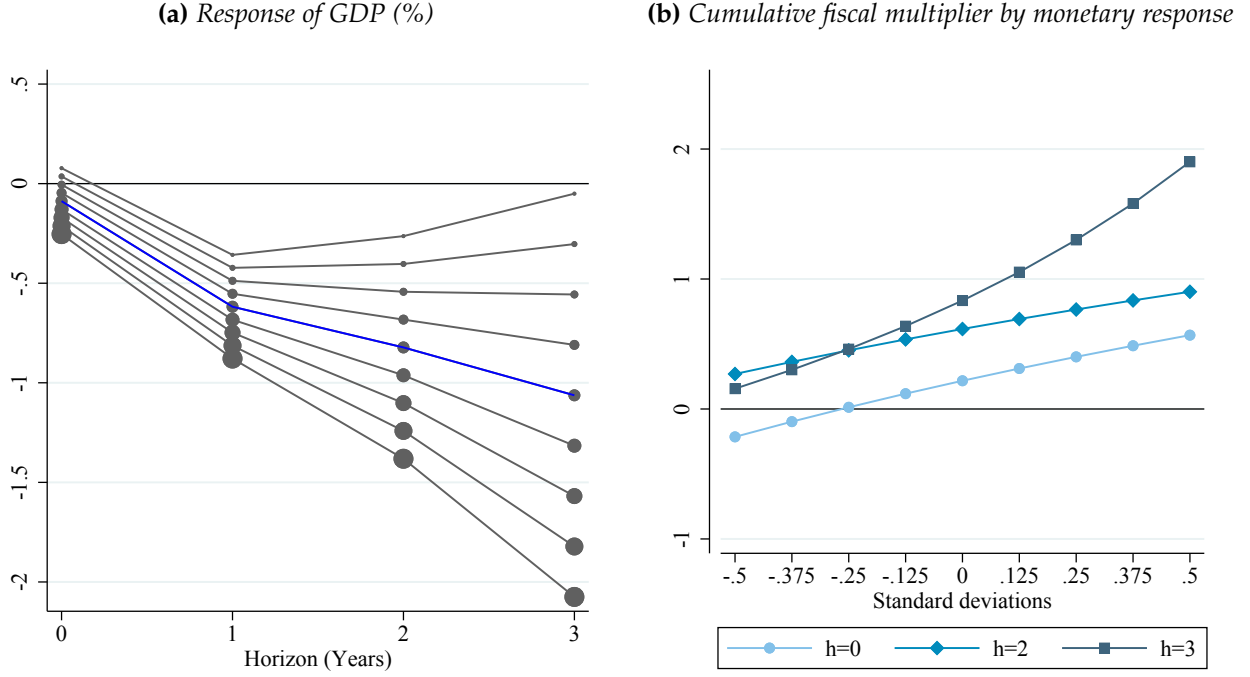 (a) Response of GDP (%)
.5
0
-.5
-1
-1.5
-2
0 1 2 3
Horizon (Years)
(b) Cumulative fiscal multiplier by monetary response
2
1
0
-1
-.5 -.375 -.25 -.125 0 .125 .25 .375 .5
Standard deviations
h=0 h=2 h=3